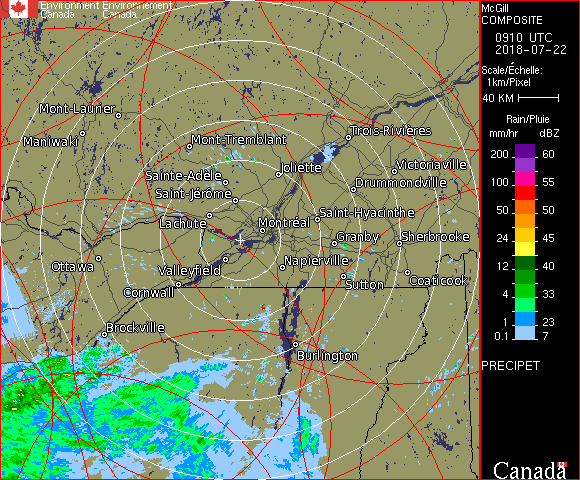 Environment Environnement
Canada Canada
McGill
COMPOSITE
0910 UTC
2018-07-22
Scale/Échelle:
1km/Pixel
40 KM
Rain/Pluie
mm/hr dBZ
200 60
100 55
50 50
24 45
12 40
4 33
2 23
0.1 7
PRECIPET
Canada
Mont-Laurier
Maniwaki
Mont-Tremblant
Trois-Rivières
Sainte-Adèle
Joliette
Victoriaville
Saint-Jérôme
Drummondville
Lachute
Montréal
Saint-Hyacinthe
Granby
Sherbrooke
Ottawa
Valleyfield
Napierville
Cornwall
Sutton
Coaticook
Brockville
Burlington